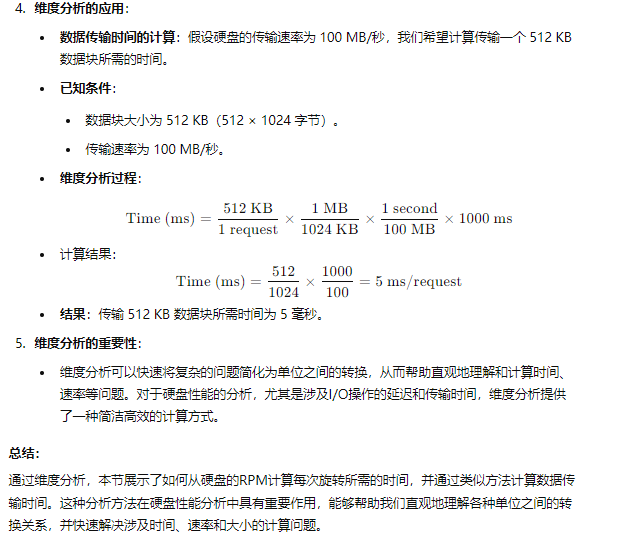 4. 维度分析的应用：
• 数据传输时间的计算：假设硬盘的传输速率为 100 MB/秒，我们希望计算传输一个 512 KB
数据块所需的时间。
• 已知条件：
• 数据块大小为 512 KB（512 × 1024 字节）。
• 传输速率为 100 MB/秒。
• 维度分析过程：
Time (ms) = 512 KB / 1 request × 1 MB / 1024 KB × 1 second / 100 MB × 1000 ms
• 计算结果：
Time (ms) = 512 / 1024 × 1000 / 100 = 5 ms/request
• 结果：传输 512 KB 数据块所需时间为 5 毫秒。
5. 维度分析的重要性：
• 维度分析可以快速将复杂的问题简化为单位之间的转换，从而帮助直观地理解和计算时间、
速率等问题。对于硬盘性能的分析，尤其是涉及I/O操作的延迟和传输时间，维度分析提供
了一种简洁高效的计算方式。
总结：
通过维度分析，本节展示了如何从硬盘的RPM计算每次旋转所需的时间，并通过类似方法计算数据传
输时间。这种分析方法在硬盘性能分析中具有重要作用，能够帮助我们直观地理解各种单位之间的转
换关系，并快速解决涉及时间、速率和大小的计算问题。